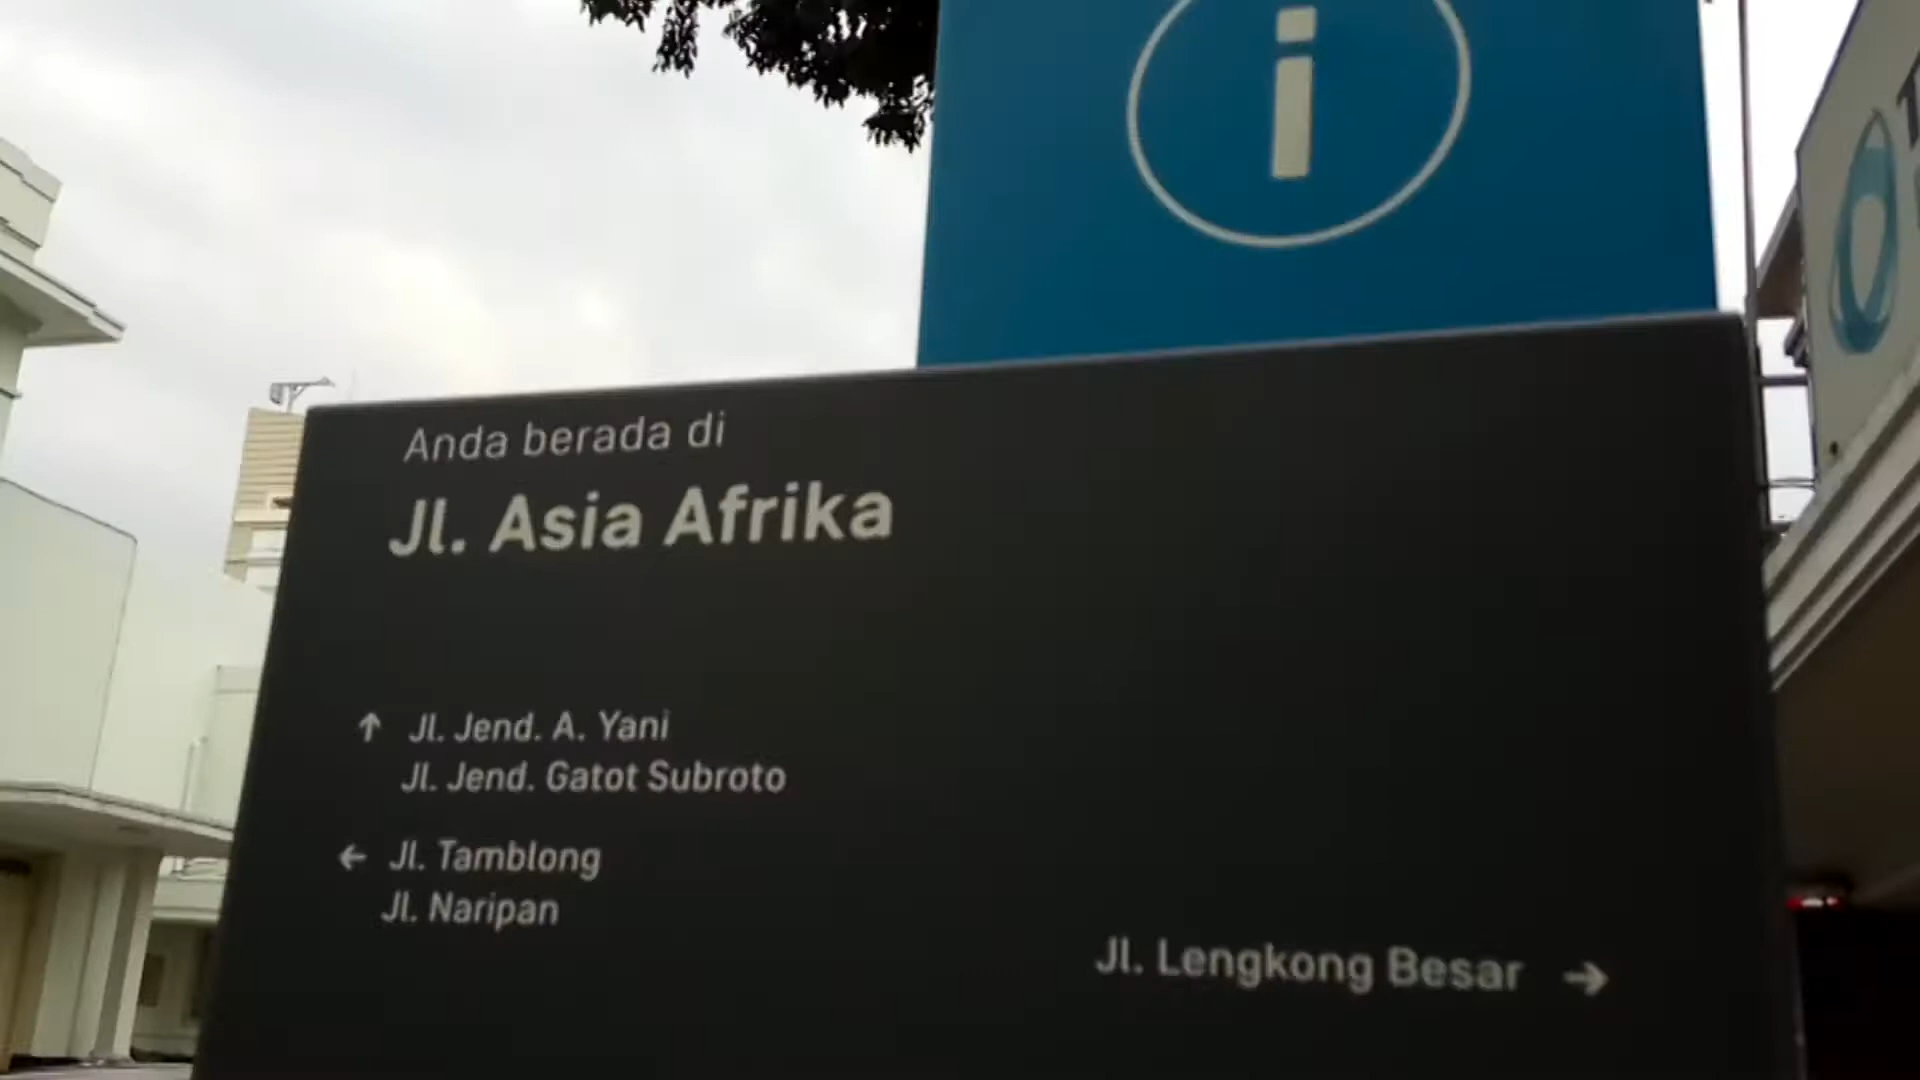 i
Anda berada di
Jl. Asia Afrika
↑ Jl. Jend. A. Yani
Jl. Jend. Gatot Subroto
← Jl. Tamblong
Jl. Naripan
Jl. Lengkong Besar →